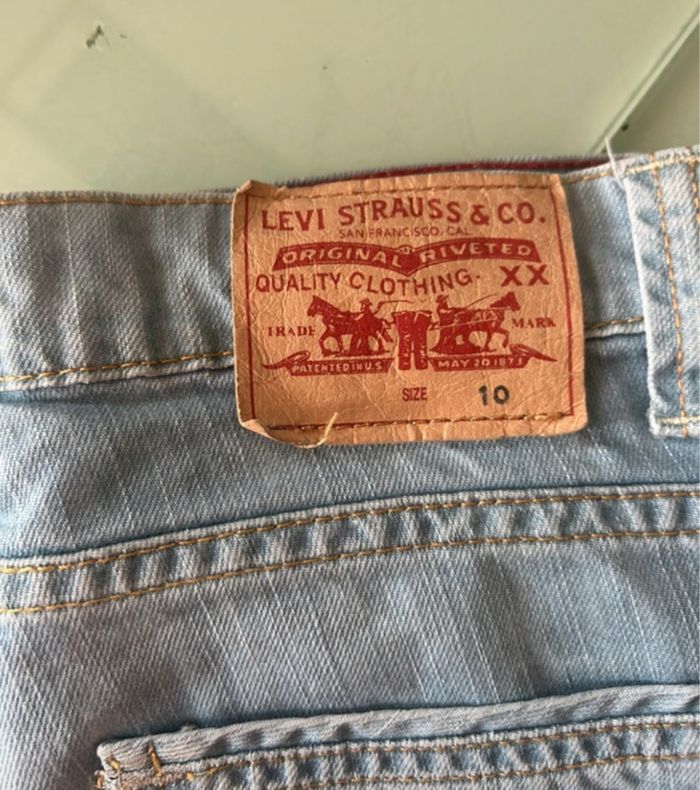 LEVI STRAUSS & CO.
SAN FRANCISCO, CAL
ORIGINAL RIVETED
QUALITY CLOTHING. XX
TRADE MARK
PATENTED IN U.S MAY 20 1873
SIZE 10